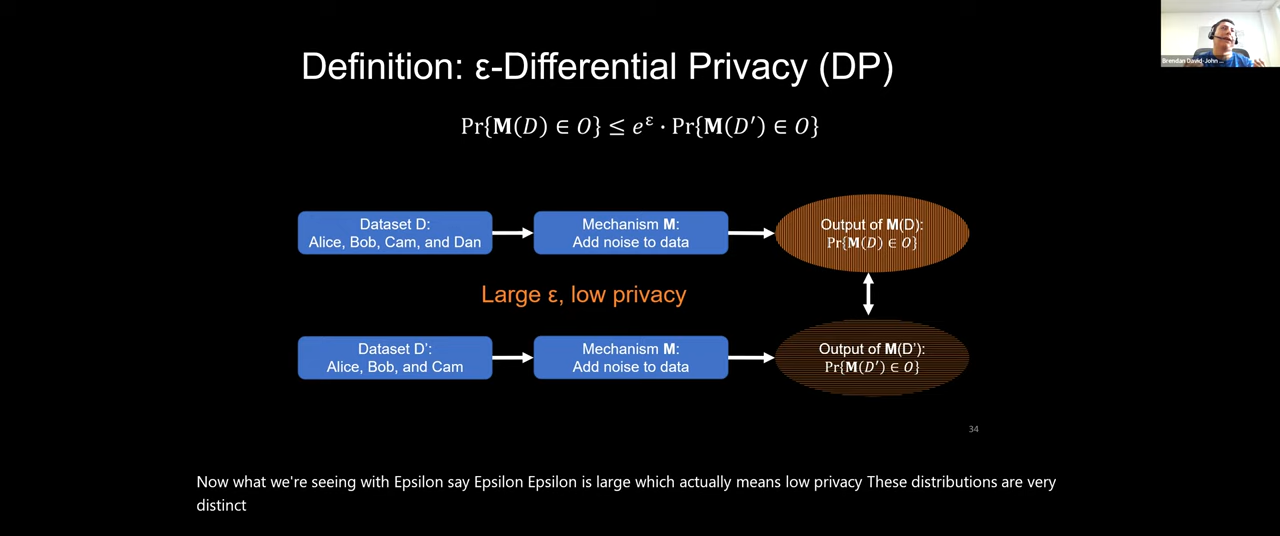 Brendan David-John ...
Definition: ε-Differential Privacy (DP)
Pr{M(D) ∈ O} ≤ e^ε · Pr{M(D′) ∈ O}
Dataset D:
Alice, Bob, Cam, and Dan
Mechanism M:
Add noise to data
Output of M(D):
Pr{M(D) ∈ O}
Large ε, low privacy
Dataset D’:
Alice, Bob, and Cam
Mechanism M:
Add noise to data
Output of M(D’):
Pr{M(D′) ∈ O}
34
Now what we're seeing with Epsilon say Epsilon Epsilon is large which actually means low privacy These distributions are very
distinct